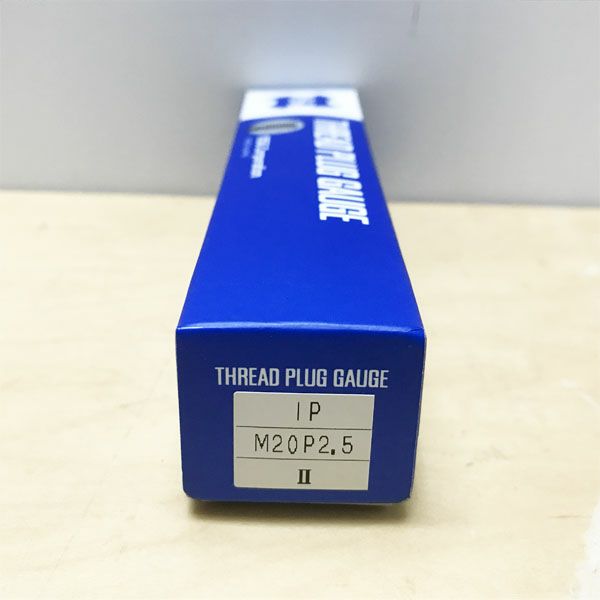 THREAD PLUG GAUGE
THREAD PLUG GAUGE
IP
M20P2.5
II